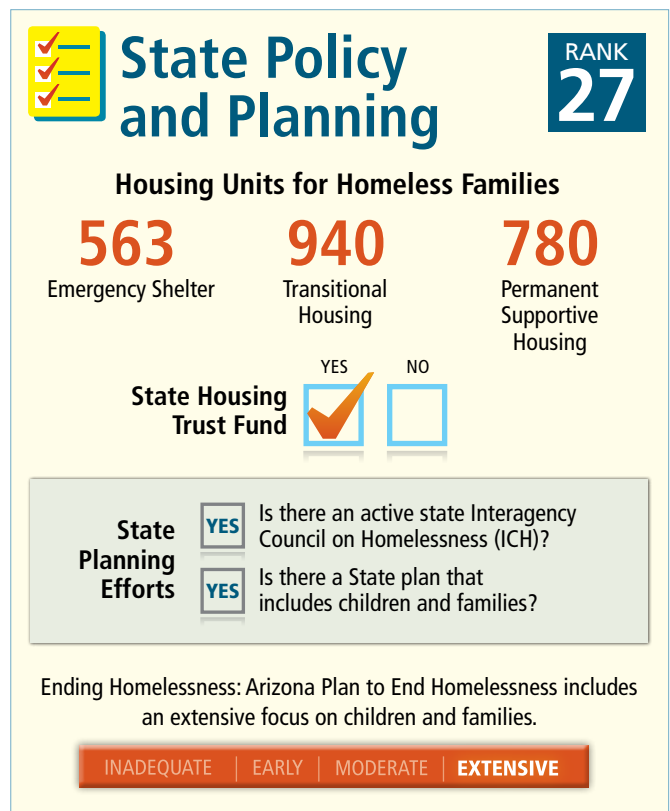 State Policy
and Planning
RANK
27
Housing Units for Homeless Families
563
Emergency Shelter
940
Transitional
Housing
780
Permanent
Supportive
Housing
YES
NO
State Housing
Trust Fund
State
Planning
Efforts
YES
Is there an active state Interagency
Council on Homelessness (ICH)?
YES
Is there a State plan that
includes children and families?
Ending Homelessness: Arizona Plan to End Homelessness includes
an extensive focus on children and families.
INADEQUATE | EARLY | MODERATE | EXTENSIVE